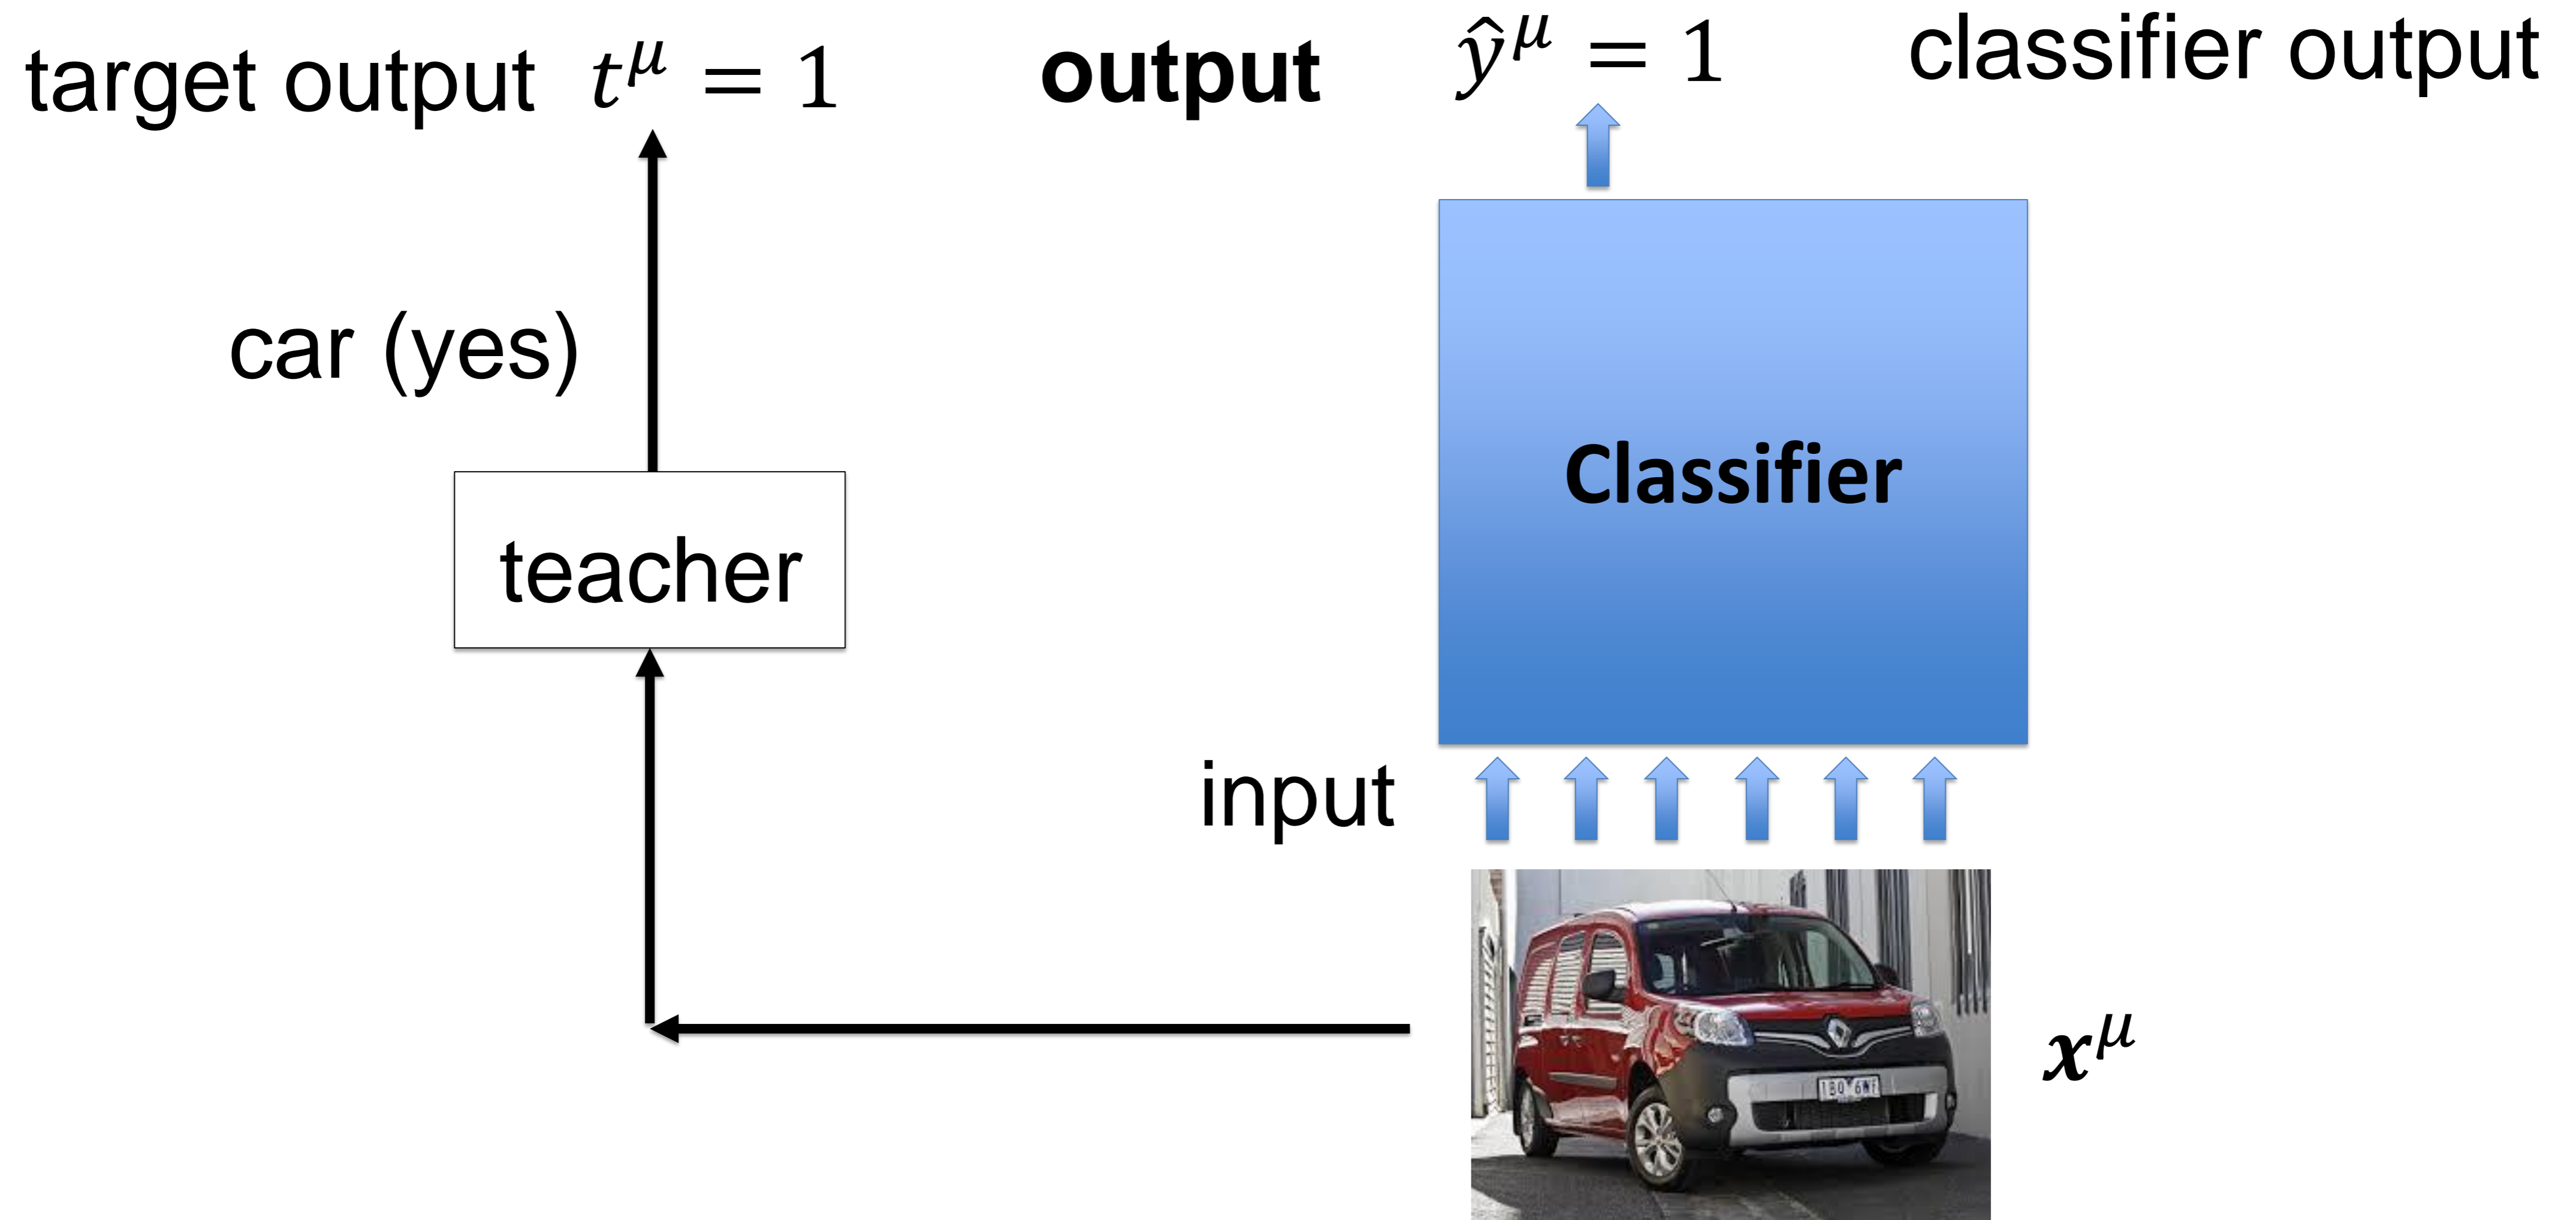 target output t^μ = 1
output
ŷ^μ = 1
classifier output
car (yes)
teacher
Classifier
input
x^μ